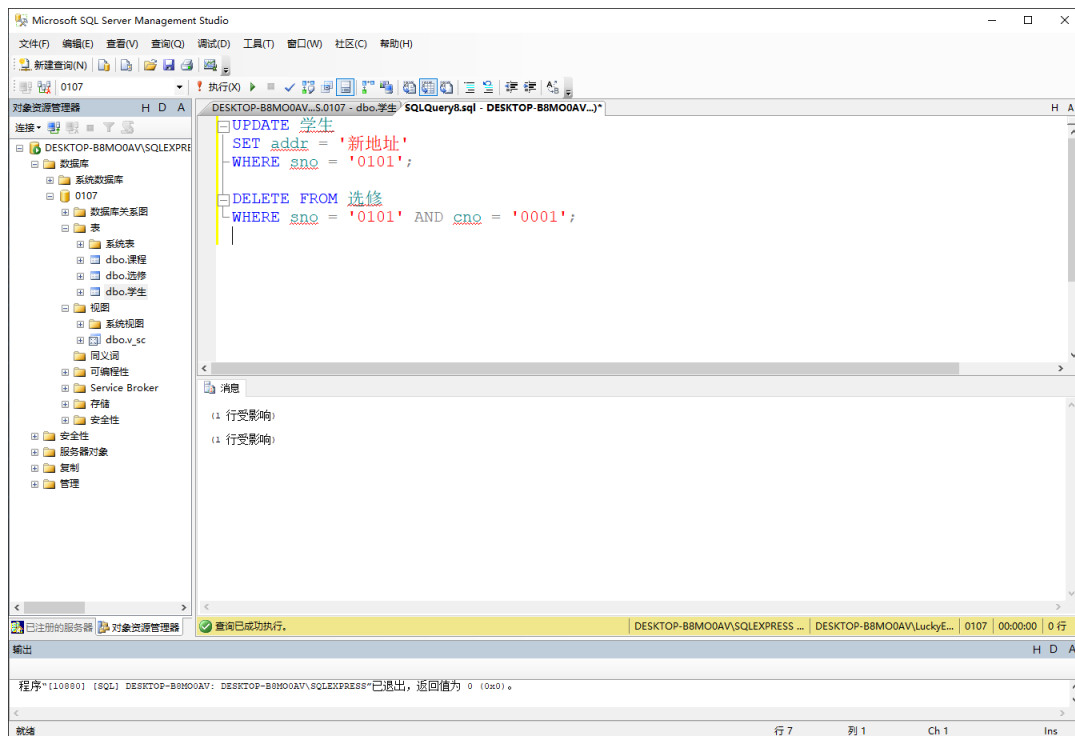 Microsoft SQL Server Management Studio
文件(F) 编辑(E) 查看(V) 查询(Q) 调试(D) 工具(T) 窗口(W) 社区(C) 帮助(H)
新建查询(N)
0107 执行(X)
对象资源管理器 H D A
DESKTOP-B8MO0AV...S.0107 - dbo.学生 SQLQuery8.sql - DESKTOP-B8MO0AV...)* H A
连接
DESKTOP-B8MO0AV\SQLEXPRE
数据库
系统数据库
0107
数据库关系图
表
系统表
dbo.课程
dbo.选修
dbo.学生
视图
系统视图
dbo.v_sc
同义词
可编程性
Service Broker
存储
安全性
安全性
服务器对象
复制
管理
已注册的服务器 对象资源管理器
UPDATE 学生
SET addr = '新地址'
WHERE sno = '0101';
DELETE FROM 选修
WHERE sno = '0101' AND cno = '0001';
消息
(1 行受影响)
(1 行受影响)
查询已成功执行。 DESKTOP-B8MO0AV\SQLEXPRESS ... DESKTOP-B8MO0AV\LuckyE... 0107 00:00:00 0 行
输出 H D A
程序"[10880] [SQL] DESKTOP-B8MO0AV: DESKTOP-B8MO0AV\SQLEXPRESS"已退出，返回值为 0 (0x0)。
就绪 行 7 列 1 Ch 1 Ins